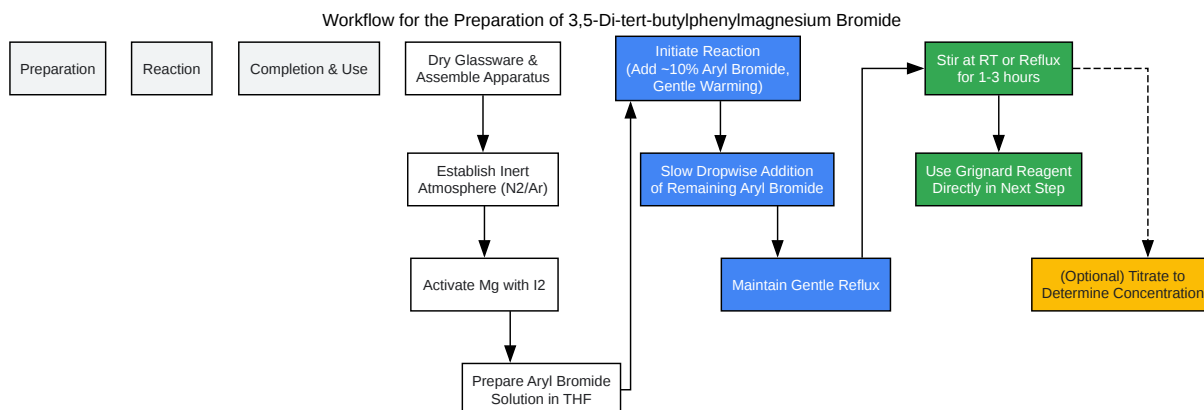 Workflow for the Preparation of 3,5-Di-tert-butylphenylmagnesium Bromide
Preparation
Reaction
Completion & Use
Dry Glassware &
Assemble Apparatus
Establish Inert
Atmosphere (N2/Ar)
Activate Mg with I2
Prepare Aryl Bromide
Solution in THF
Initiate Reaction
(Add ~10% Aryl Bromide,
Gentle Warming)
Slow Dropwise Addition
of Remaining Aryl Bromide
Maintain Gentle Reflux
Stir at RT or Reflux
for 1-3 hours
Use Grignard Reagent
Directly in Next Step
(Optional) Titrate to
Determine Concentration